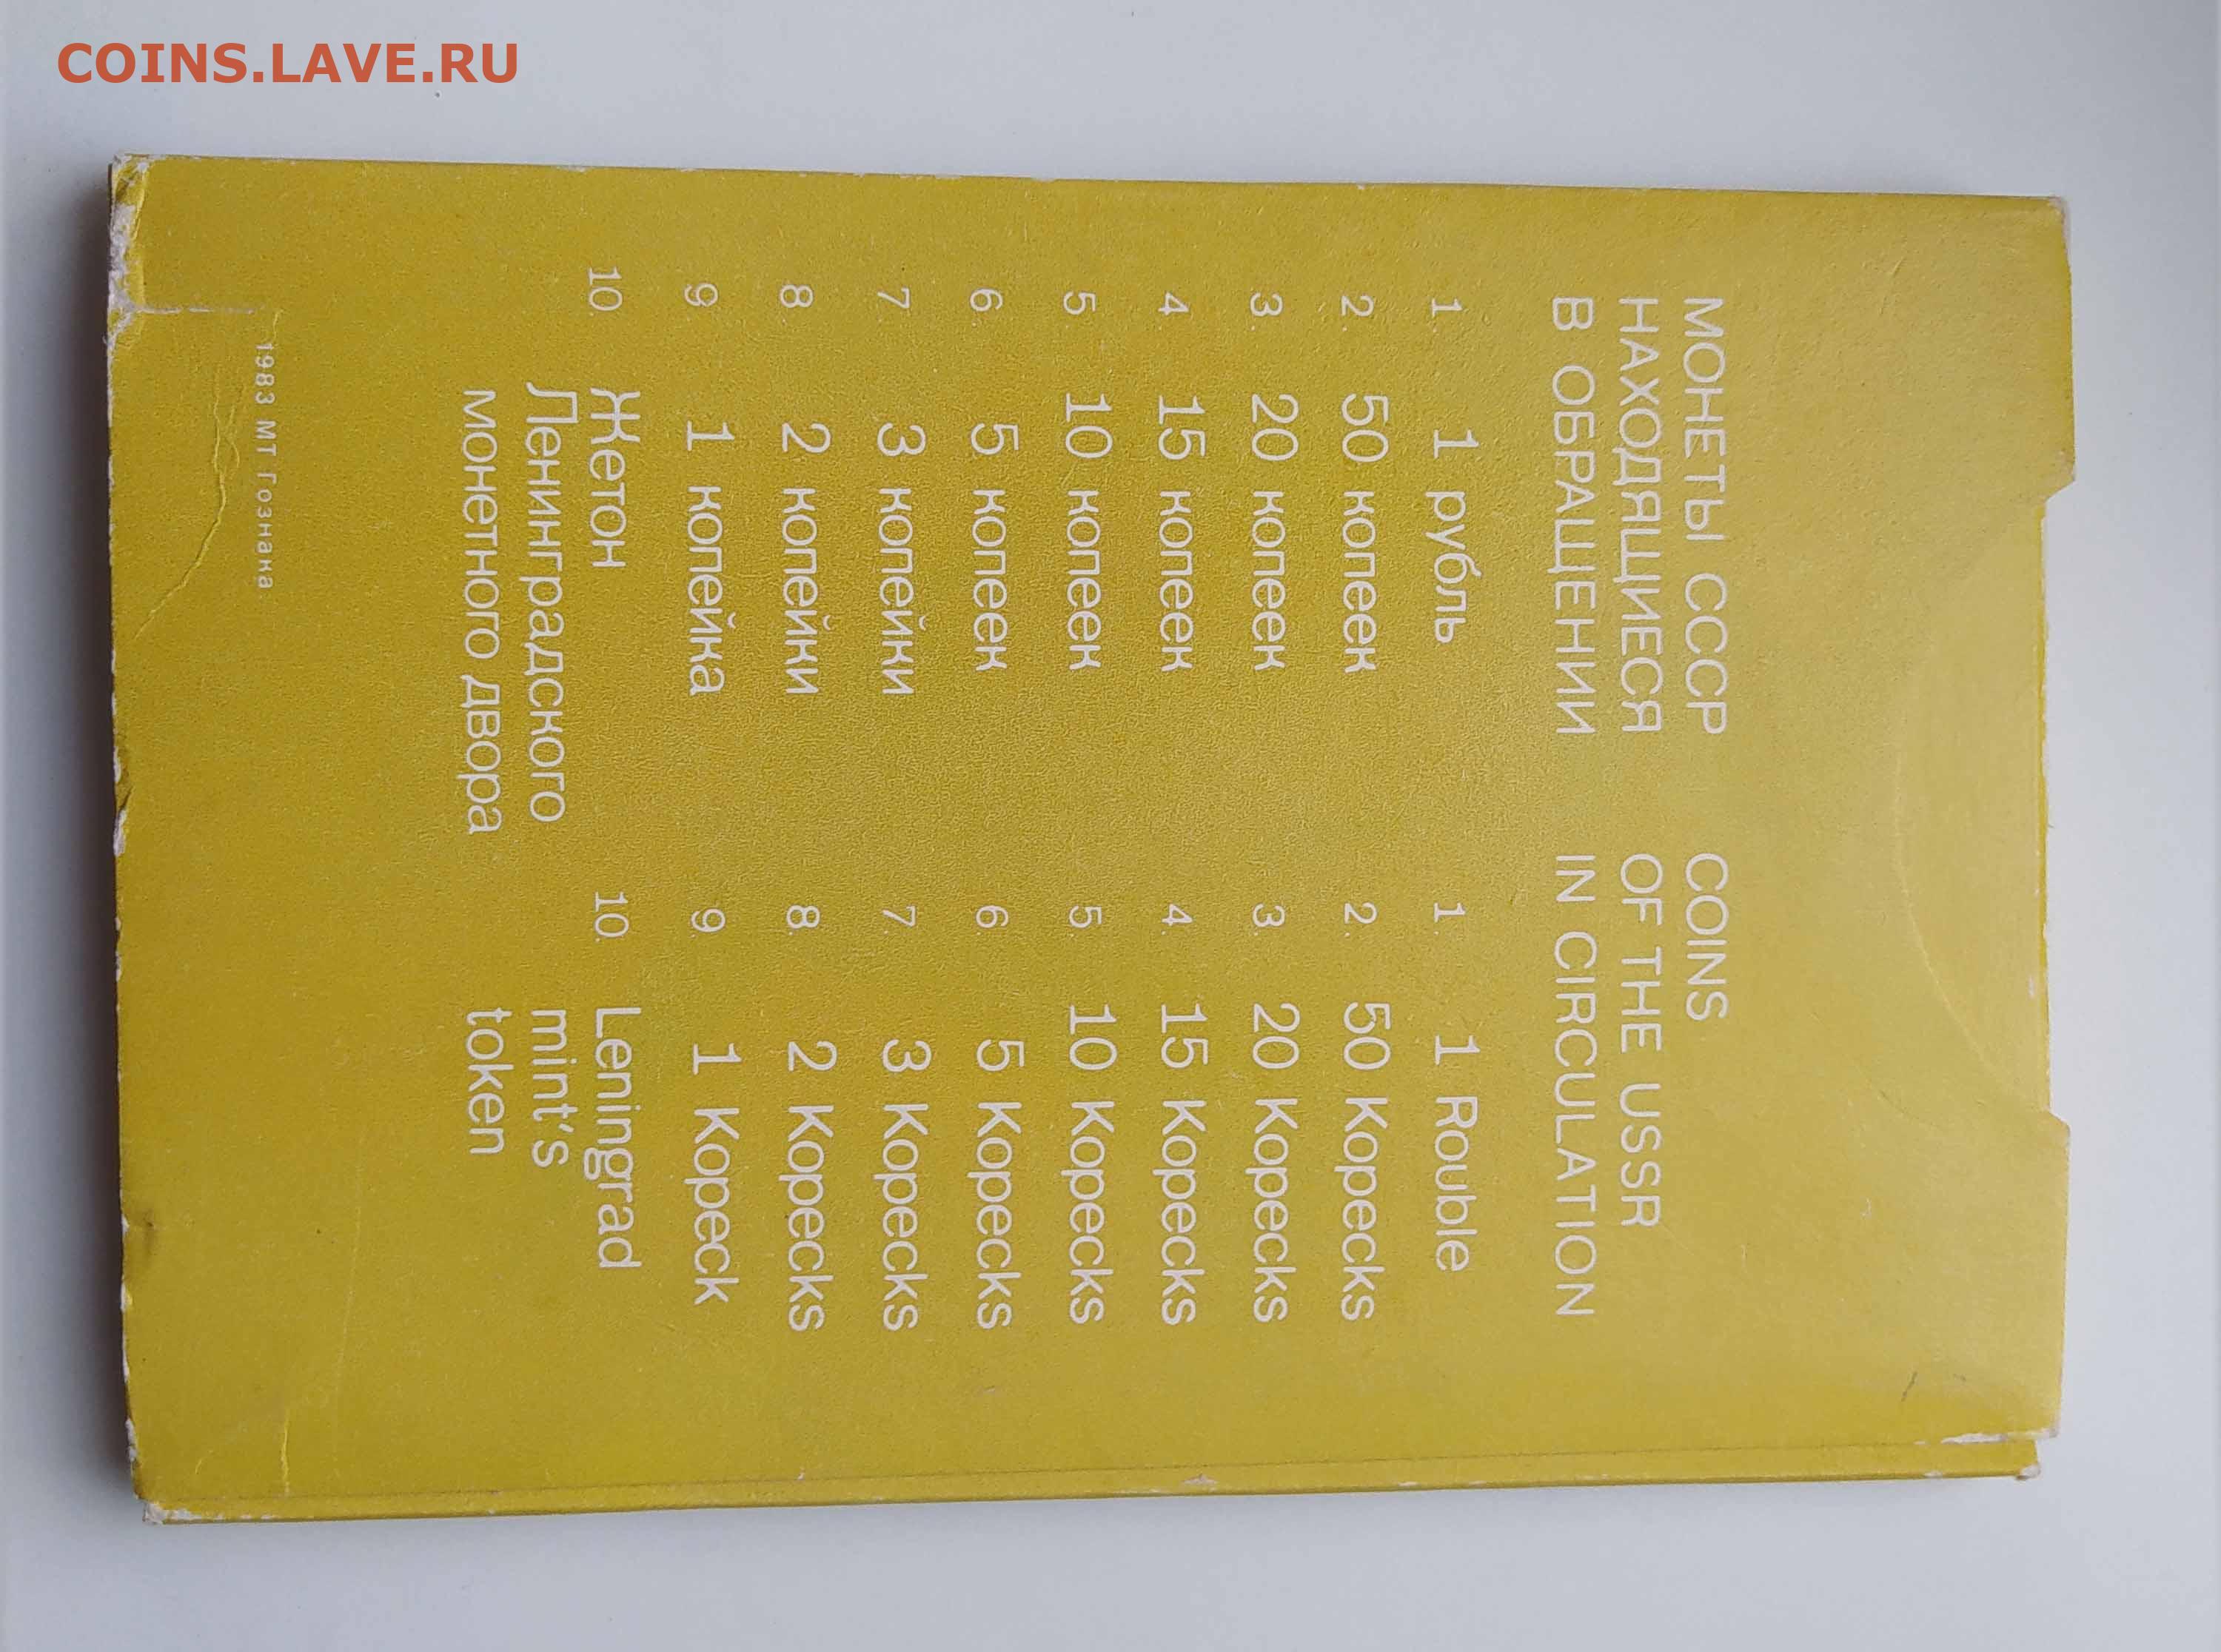 COINS.LAVE.RU
МОНЕТЫ СССР
НАХОДЯЩИЕСЯ
В ОБРАЩЕНИИ
1. 1 рубль
2. 50 копеек
3. 20 копеек
4 15 копеек
5. 10 копеек
6 5 копеек
7 3 копейки
8. 2 копейки
9 1 копейка
10 Жетон
Ленинградского
монетного двора
COINS
OF THE USSR
IN CIRCULATION
1. 1 Rouble
2. 50 Kopecks
3. 20 Kopecks
4 15 Kopecks
5. 10 Kopecks
6 5 Kopecks
7. 3 Kopecks
8. 2 Kopecks
9. 1 Kopeck
10. Leningrad
mint's
token
1983 МТ Гознака